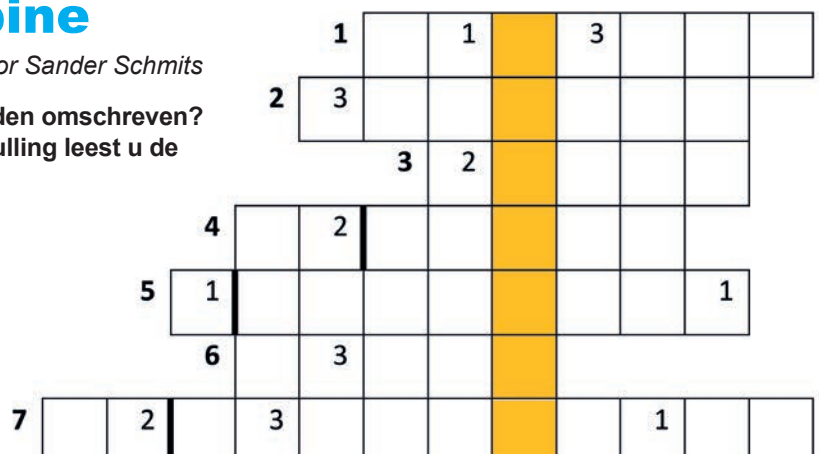 pine
or Sander Schmits
den omschreven?
ulling leest u de
1 1 3
2 3
3 2
4 2
5 1 1
6 3
7 2 3 1